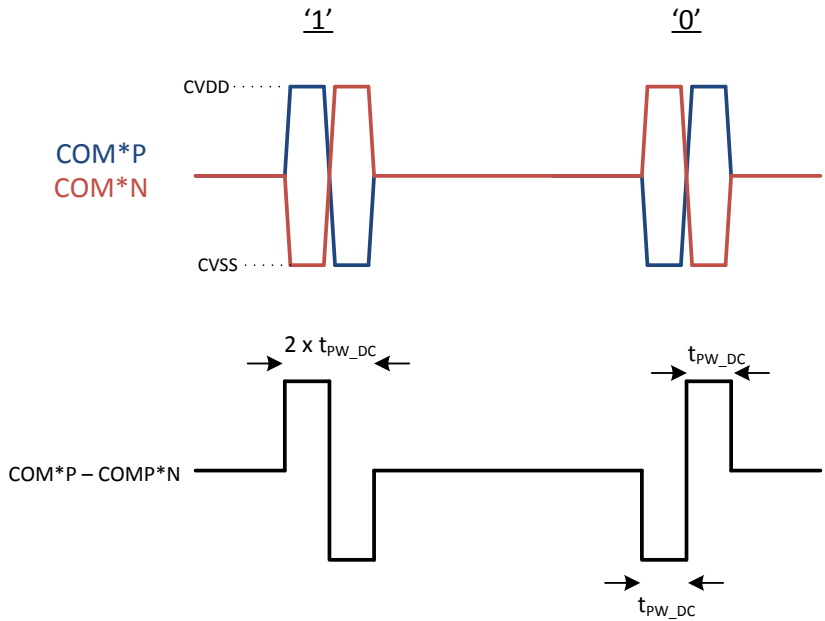 ‘1’
‘0’
CVDD
COM*P
COM*N
CVSS
2 x tPW_DC
tPW_DC
COM*P – COMP*N
tPW_DC